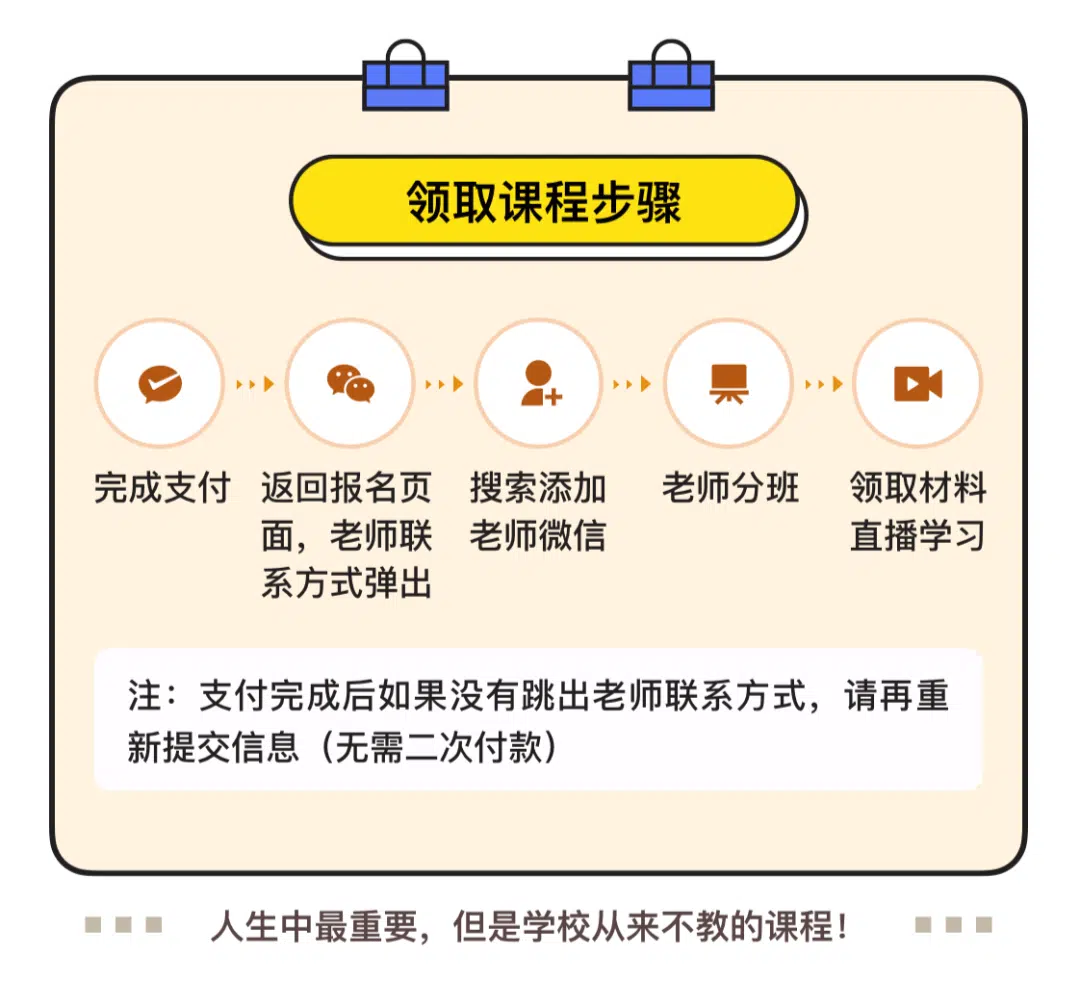 领取课程步骤
完成支付
返回报名页
面，老师联
系方式弹出
搜索添加
老师微信
老师分班
领取材料
直播学习
注：支付完成后如果没有跳出老师联系方式，请再重
新提交信息（无需二次付款）
人生中最重要，但是学校从来不教的课程！